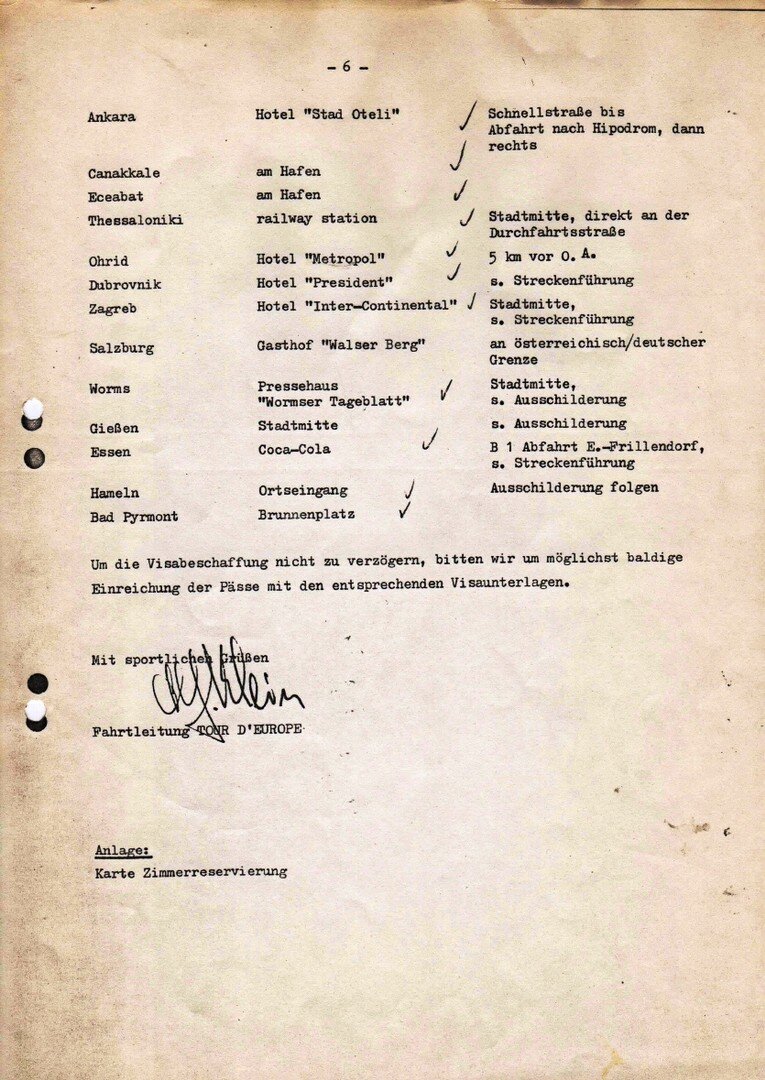 - 6 -
Ankara Hotel "Stad Oteli" ✓ Schnellstraße bis
Abfahrt nach Hipodrom, dann
rechts
Canakkale am Hafen ✓
Eceabat am Hafen ✓
Thessaloniki railway station ✓ Stadtmitte, direkt an der
Durchfahrtsstraße
Ohrid Hotel "Metropol" ✓ 5 km vor O. A.
Dubrovnik Hotel "President" ✓ s. Streckenführung
Zagreb Hotel "Inter-Continental" ✓ Stadtmitte,
s. Streckenführung
Salzburg Gasthof "Walser Berg" an österreichisch/deutscher
Grenze
Worms Pressehaus ✓ Stadtmitte,
"Wormser Tageblatt" s. Ausschilderung
Gießen Stadtmitte s. Ausschilderung
Essen Coca-Cola ✓ B 1 Abfahrt E.-Frillendorf,
s. Streckenführung
Hameln Ortseingang ✓ Ausschilderung folgen
Bad Pyrmont Brunnenplatz ✓
Um die Visabeschaffung nicht zu verzögern, bitten wir um möglichst baldige
Einreichung der Pässe mit den entsprechenden Visaunterlagen.
Mit sportlichen Grüßen
Fahrtleitung TOUR D'EUROPE
Anlage:
Karte Zimmerreservierung